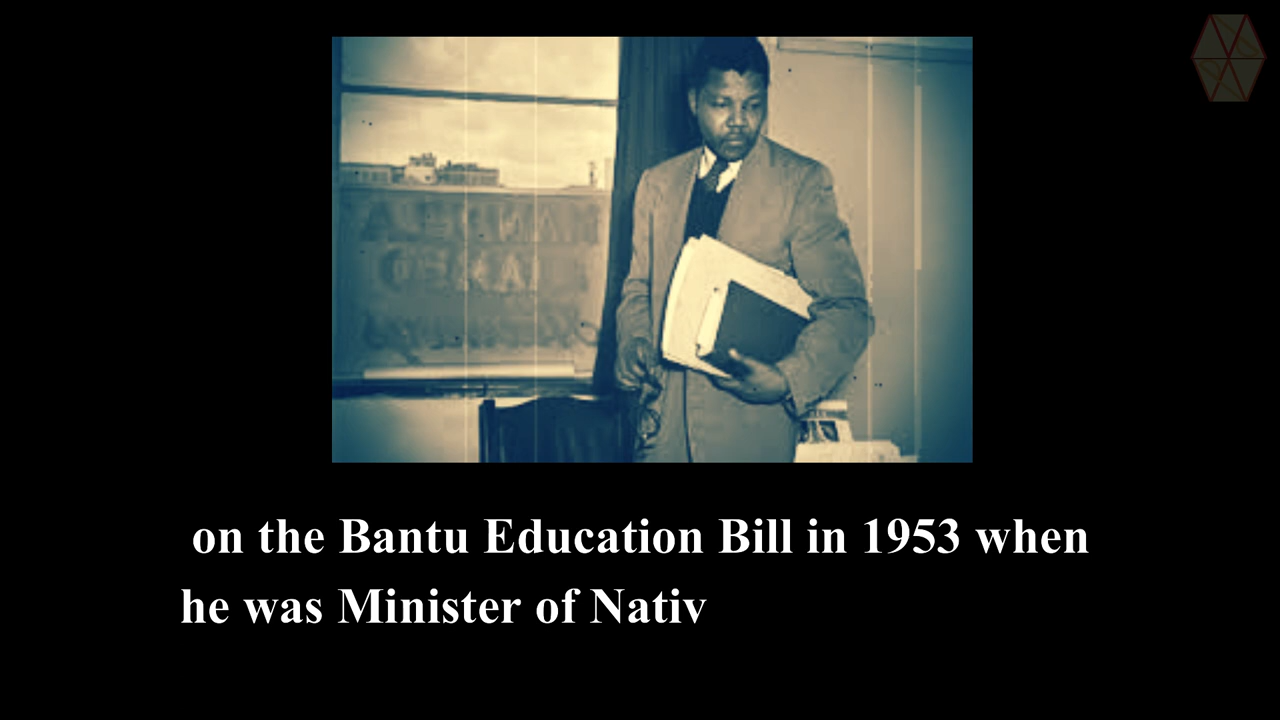 on the Bantu Education Bill in 1953 when
he was Minister of Nativ